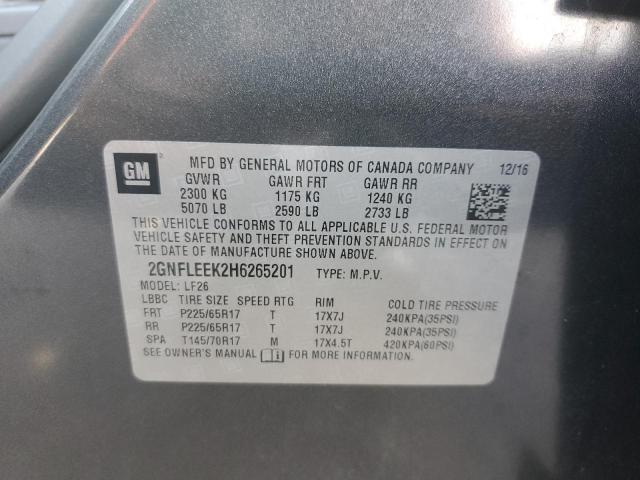 GM
MFD BY GENERAL MOTORS OF CANADA COMPANY 12/16
GVWR GAWR FRT GAWR RR
2300 KG 1175 KG 1240 KG
5070 LB 2590 LB 2733 LB
THIS VEHICLE CONFORMS TO ALL APPLICABLE U.S. FEDERAL MOTOR
VEHICLE SAFETY AND THEFT PREVENTION STANDARDS IN EFFECT ON
THE DATE OF MANUFACTURE SHOWN ABOVE.
2GNFLEEK2H6265201 TYPE: M.P.V.
MODEL: LF26
LBBC TIRE SIZE SPEED RTG RIM COLD TIRE PRESSURE
FRT P225/65R17 T 17X7J 240KPA(35PSI)
RR P225/65R17 T 17X7J 240KPA(35PSI)
SPA T145/70R17 M 17X4.5T 420KPA(60PSI)
SEE OWNER'S MANUAL FOR MORE INFORMATION.